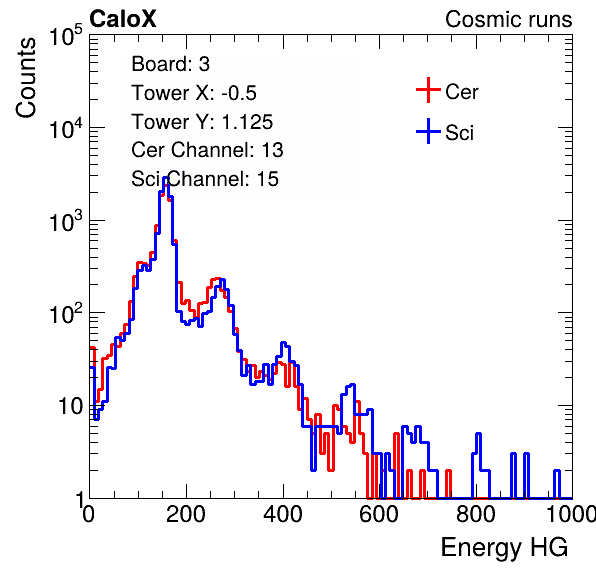 CaloX
Cosmic runs
Counts
10^5
10^4
10^3
10^2
10
1
Board: 3
Tower X: -0.5
Tower Y: 1.125
Cer Channel: 13
Sci Channel: 15
Cer
Sci
0 200 400 600 800 1000
Energy HG